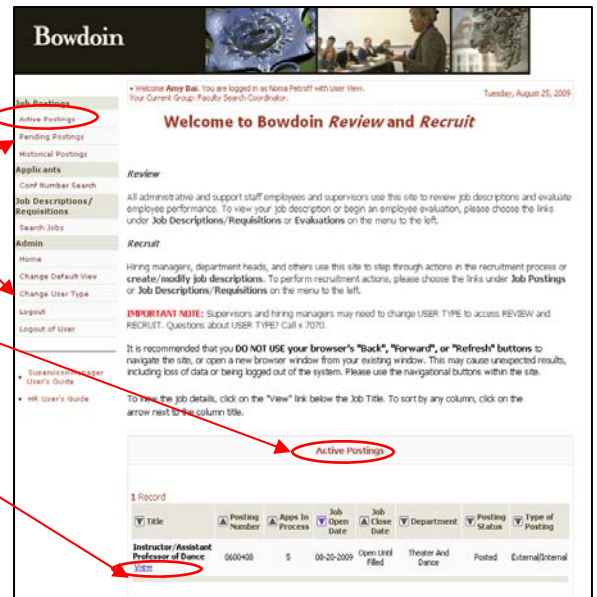 Bowdoin
• Welcome Amy Bai. You are logged in as Noma Petroff with User View.
Your Current Group: Faculty Search Coordinator.
Tuesday, August 25, 2009
Job Postings
Active Postings
Pending Postings
Historical Postings
Applicants
Conf Number Search
Job Descriptions/
Requisitions
Search Jobs
Admin
Home
Change Default View
Change User Type
Logout
Logout of User
• Supervisor/Manager
User's Guide
• HR User's Guide
Welcome to Bowdoin Review and Recruit
Review
All administrative and support staff employees and supervisors use this site to review job descriptions and evaluate
employee performance. To view your job description or begin an employee evaluation, please choose the links
under Job Descriptions/Requisitions or Evaluations on the menu to the left.
Recruit
Hiring managers, department heads, and others use this site to step through actions in the recruitment process or
create/modify job descriptions. To perform recruitment actions, please choose the links under Job Postings
or Job Descriptions/Requisitions on the menu to the left.
IMPORTANT NOTE: Supervisors and hiring managers may need to change USER TYPE to access REVIEW and
RECRUIT. Questions about USER TYPE? Call x 7070.
It is recommended that you DO NOT USE your browser's "Back", "Forward", or "Refresh" buttons to
navigate the site, or open a new browser window from your existing window. This may cause unexpected results,
including loss of data or being logged out of the system. Please use the navigational buttons within the site.
To view the job details, click on the "View" link below the Job Title. To sort by any column, click on the
arrow next to the column title.
Active Postings
1 Record
Title Posting Number Apps In Process Job Open Date Job Close Date Department Posting Status Type of Posting
Instructor/Assistant Professor of Dance 0600408 5 08-20-2009 Open Until Filled Theater And Dance Posted External/Internal
View